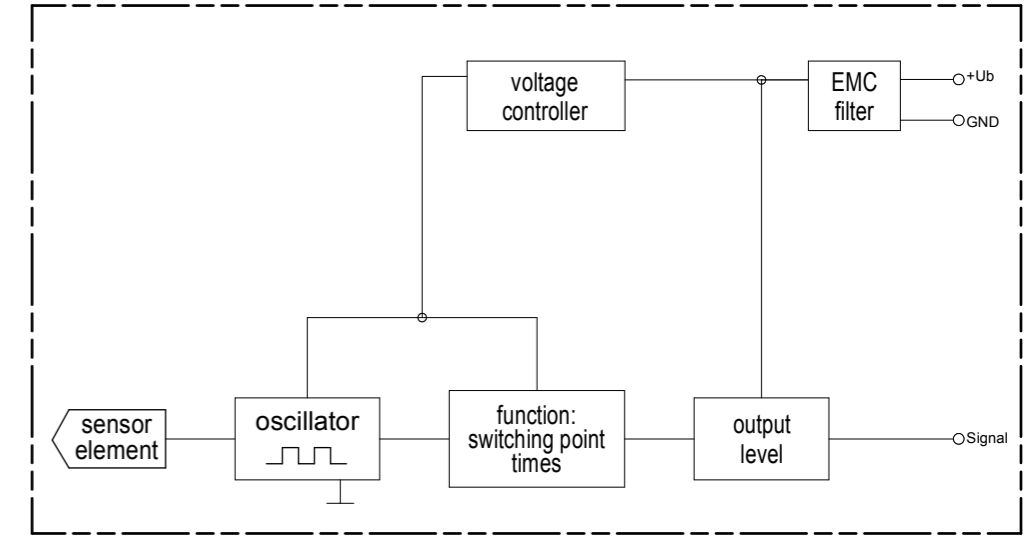 voltage
controller
EMC
filter
+Ub
GND
sensor
element
oscillator
function:
switching point
times
output
level
Signal